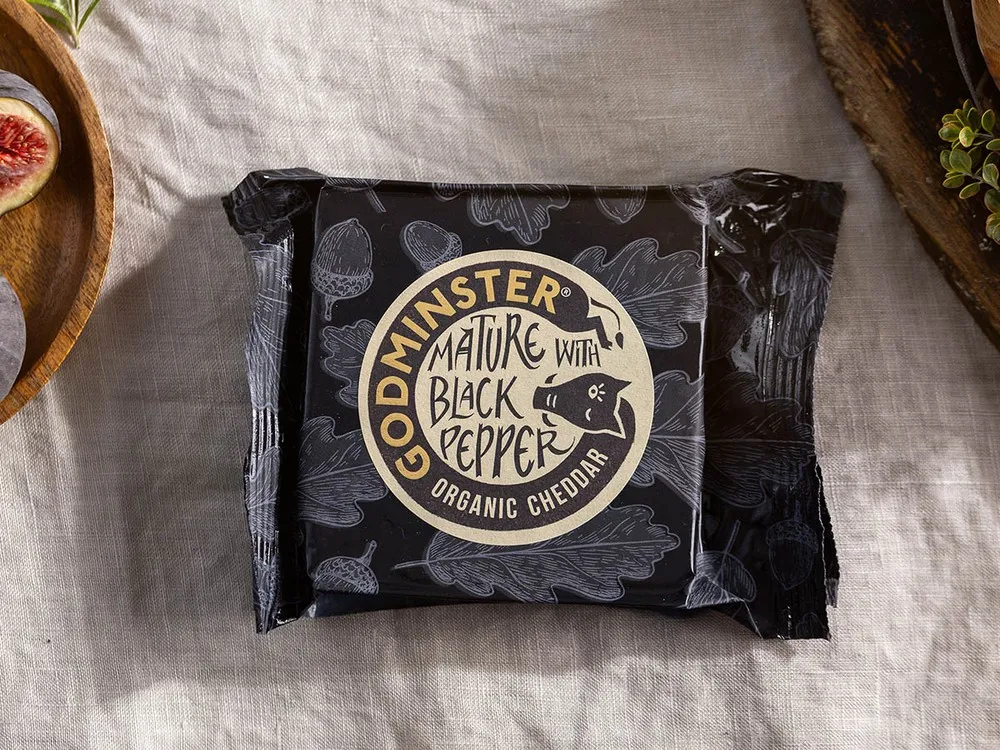 GODMINSTER®
MATURE WITH
BLACK
PEPPER
ORGANIC CHEDDAR